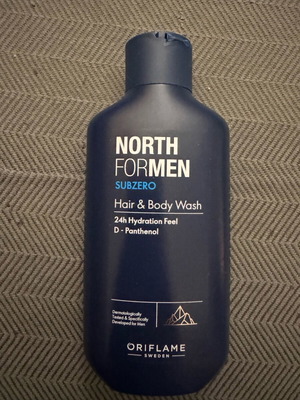 NORTH
FORMEN
SUBZERO
Hair & Body Wash
24h Hydration Feel
D - Panthenol
Dermatologically
Tested & Specifically
Developed for Men
ORIFLAME
SWEDEN